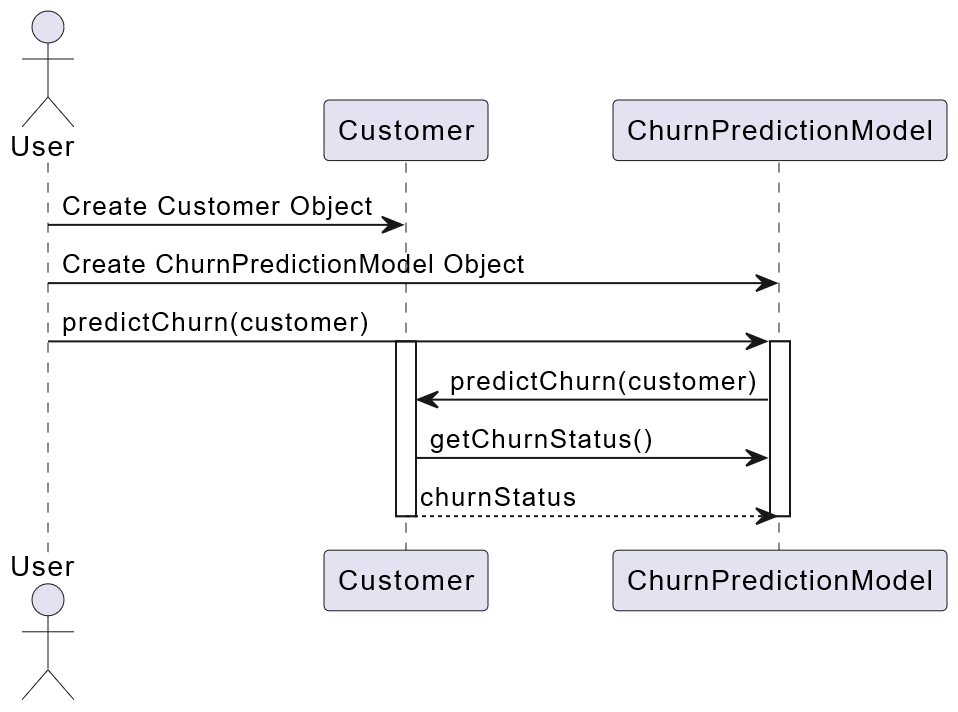 User
Customer
ChurnPredictionModel
Create Customer Object
Create ChurnPredictionModel Object
predictChurn(customer)
predictChurn(customer)
getChurnStatus()
churnStatus
User
Customer
ChurnPredictionModel